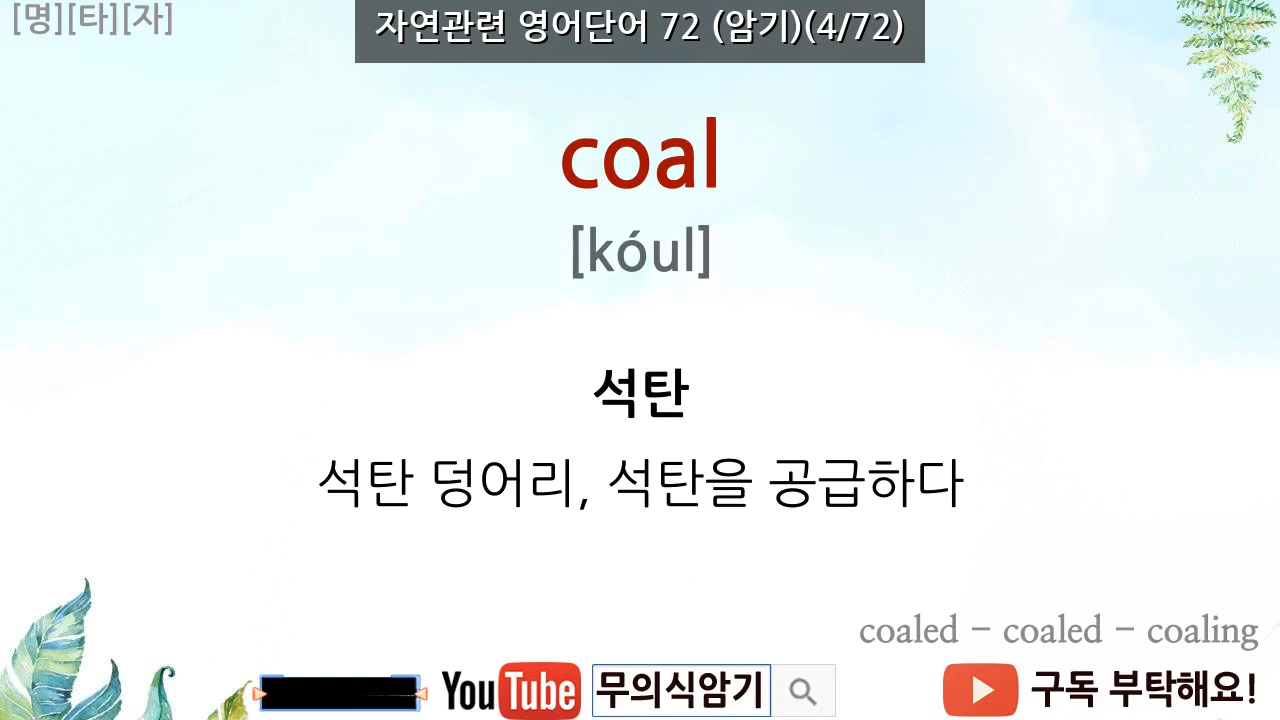 [명][타][자]
자연관련 영어단어 72 (암기)(4/72)
coal
[kóul]
석탄
석탄 덩어리, 석탄을 공급하다
coaled - coaled - coaling
YouTube 무의식암기
구독 부탁해요!